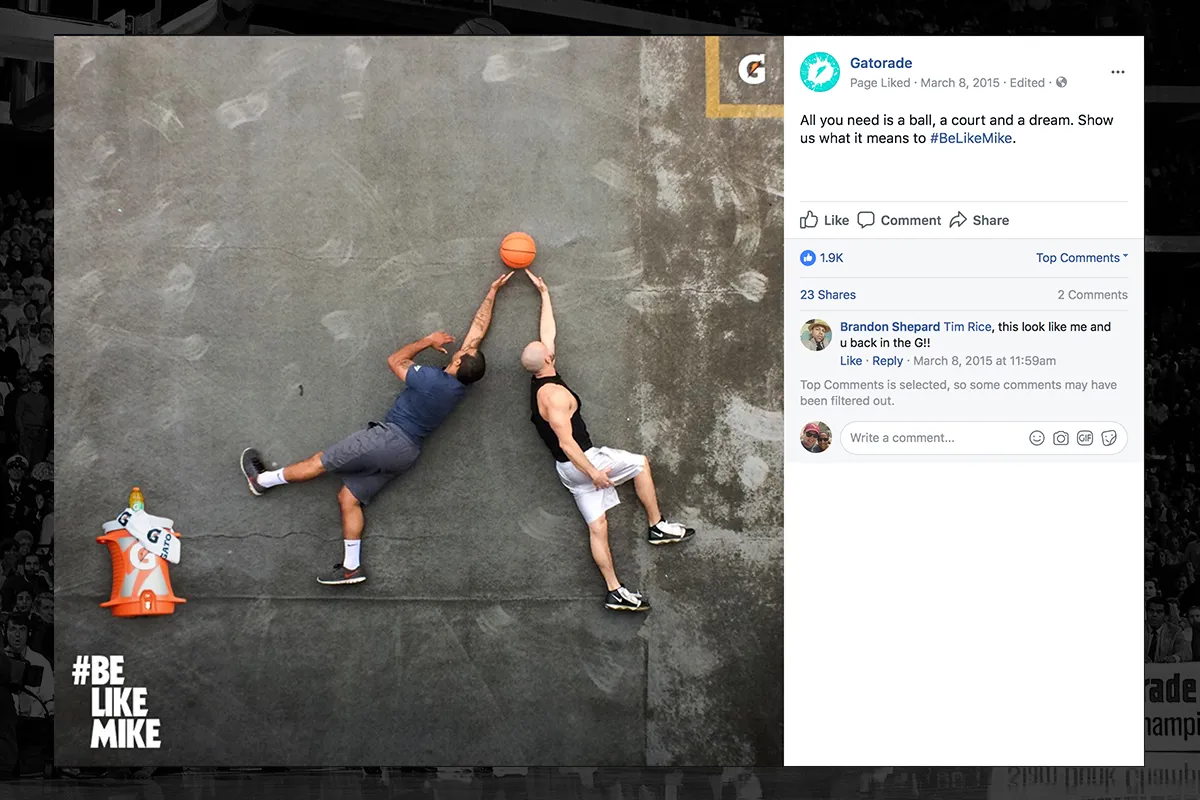 G
Gatorade
Page Liked · March 8, 2015 · Edited ·
All you need is a ball, a court and a dream. Show
us what it means to #BeLikeMike.
Like Comment Share
1.9K
Top Comments
23 Shares
2 Comments
Brandon Shepard Tim Rice, this look like me and
u back in the G!!
Like · Reply · March 8, 2015 at 11:59am
Top Comments is selected, so some comments may have
been filtered out.
Write a comment...
GIF
G
G
GATO
G
#BE
LIKE
MIKE
rade
hampi